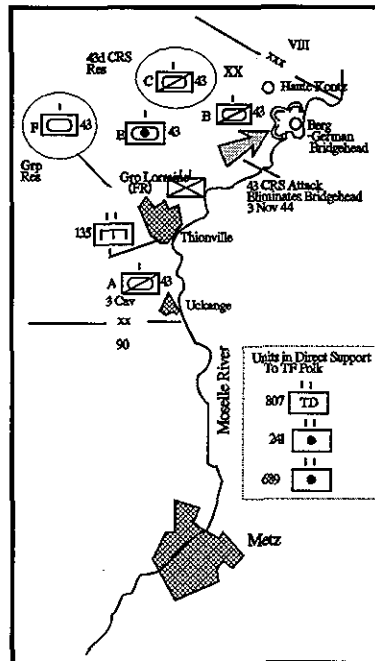 VIII
xxx
43d CRS
Res
C 43
XX
Haute Kontz
F 43
E 43
B 43
Berg
German
Bridgehead
Grp
Res
Grp Lorraine
(FR)
43 CRS Attack
Eliminates Bridgehead
3 Nov 44
135
Thionville
A 43
3 Cav
Uckange
xx
90
Moselle River
Units in Direct Support
To TF Polk
807 TD
241
689
Metz